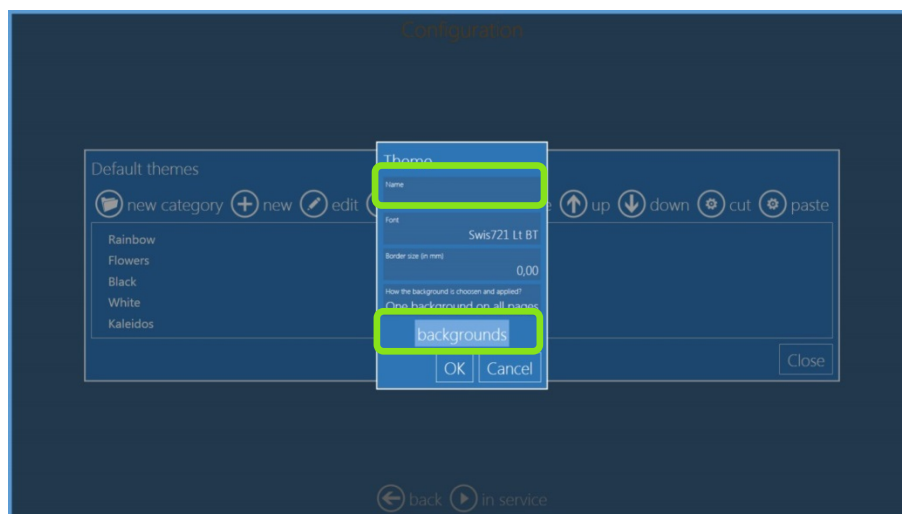 Configuration
Default themes
new category new edit up down cut paste
Rainbow
Flowers
Black
White
Kaleidos
Close
Theme
Name
Font
Swis721 Lt BT
Border size (in mm)
0,00
How the background is choosen and applied?
One background on all pages
backgrounds
OK Cancel
back in service